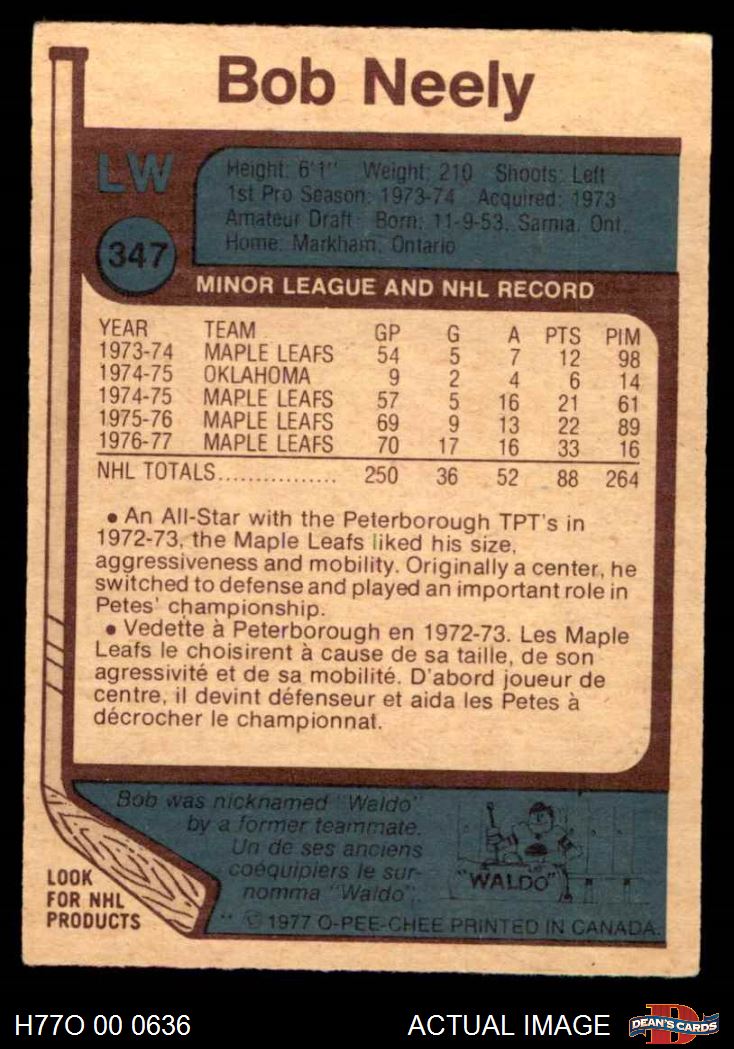 Bob Neely
LW
Height: 6'1" Weight: 210 Shoots: Left
1st Pro Season: 1973-74 Acquired: 1973
Amateur Draft Born: 11-9-53, Sarnia, Ont.
Home: Markham, Ontario
347
MINOR LEAGUE AND NHL RECORD
YEAR TEAM GP G A PTS PIM
1973-74 MAPLE LEAFS 54 5 7 12 98
1974-75 OKLAHOMA 9 2 4 6 14
1974-75 MAPLE LEAFS 57 5 16 21 61
1975-76 MAPLE LEAFS 69 9 13 22 89
1976-77 MAPLE LEAFS 70 17 16 33 16
NHL TOTALS................ 250 36 52 88 264
• An All-Star with the Peterborough TPT's in
1972-73, the Maple Leafs liked his size,
aggressiveness and mobility. Originally a center, he
switched to defense and played an important role in
Petes' championship.
• Vedette à Peterborough en 1972-73. Les Maple
Leafs le choisirent à cause de sa taille, de son
agressivité et de sa mobilité. D'abord joueur de
centre, il devint défenseur et aida les Petes à
décrocher le championnat.
Bob was nicknamed "Waldo"
by a former teammate.
Un de ses anciens
coéquipiers le sur-
nomma "Waldo".
"WALDO"
LOOK
FOR NHL
PRODUCTS
** © 1977 O-PEE-CHEE PRINTED IN CANADA.
H77O 00 0636
ACTUAL IMAGE
DEAN'S CARDS